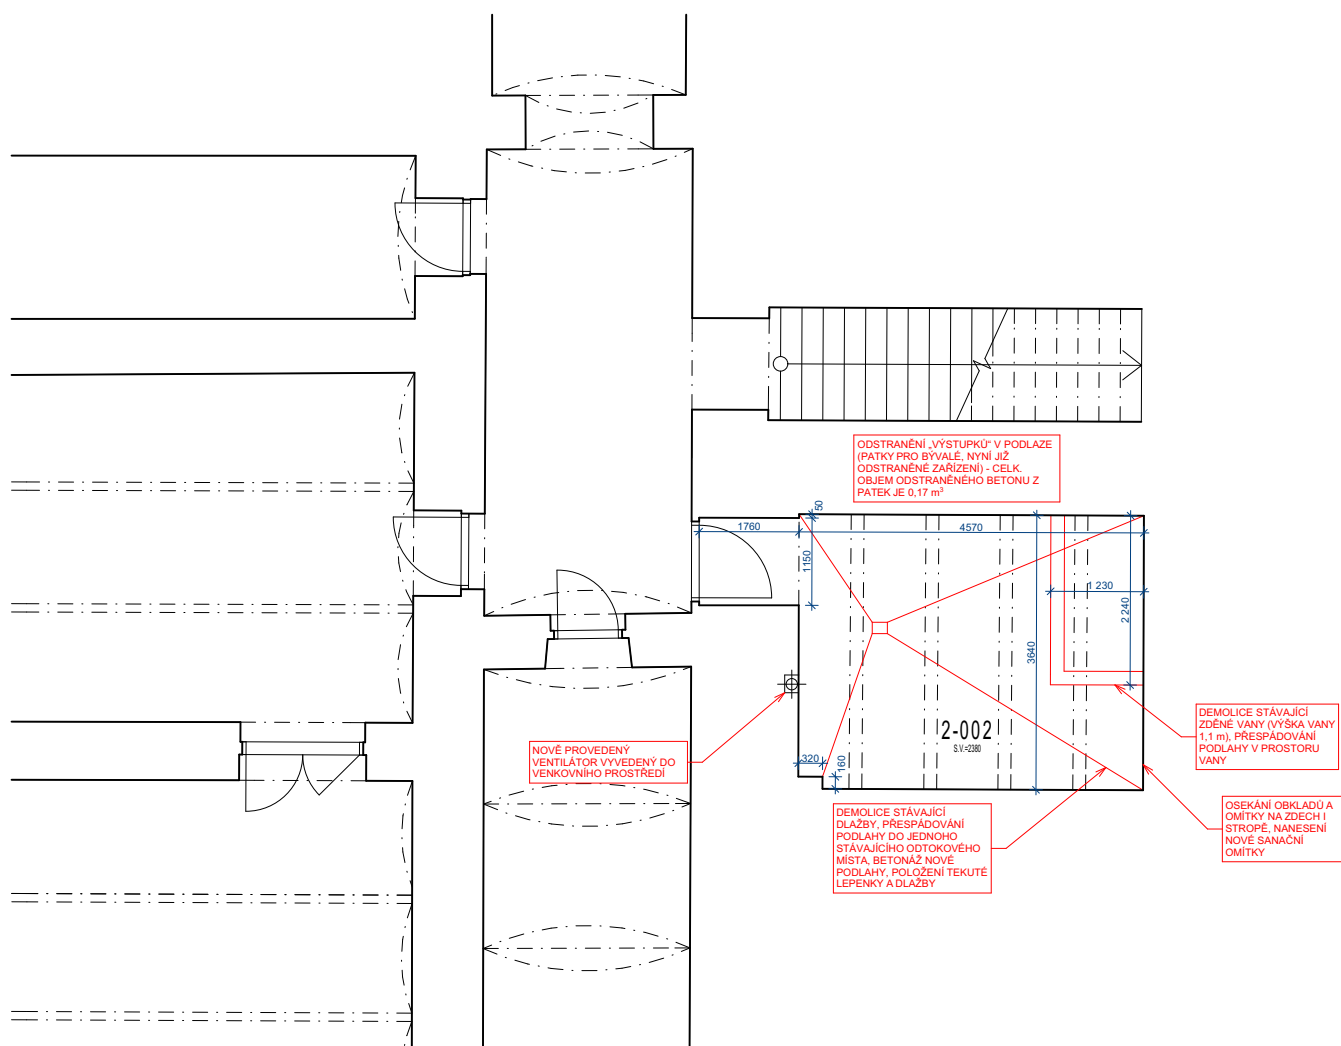 ODSTRANĚNÍ „VÝSTUPKŮ“ V PODLAZE
(PATKY PRO BÝVALÉ, NYNÍ JIŽ
ODSTRANĚNÉ ZAŘÍZENÍ) - CELK.
OBJEM ODSTRANĚNÉHO BETONU Z
PATEK JE 0,17 m³
50
1760
4570
1150
1 230
2 240
3640
2-002
S.V.=2380
320
160
NOVĚ PROVEDENÝ
VENTILÁTOR VYVEDENÝ DO
VENKOVNÍHO PROSTŘEDÍ
DEMOLICE STÁVAJÍCÍ
ZDĚNÉ VANY (VÝŠKA VANY
1,1 m), PŘESPÁDOVÁNÍ
PODLAHY V PROSTORU
VANY
OSEKÁNÍ OBKLADŮ A
OMÍTKY NA ZDECH I
STROPĚ, NANESENÍ
NOVÉ SANAČNÍ
OMÍTKY
DEMOLICE STÁVAJÍCÍ
DLAŽBY, PŘESPÁDOVÁNÍ
PODLAHY DO JEDNOHO
STÁVAJÍCÍHO ODTOKOVÉHO
MÍSTA, BETONÁŽ NOVÉ
PODLAHY, POLOŽENÍ TEKUTÉ
LEPENKY A DLAŽBY